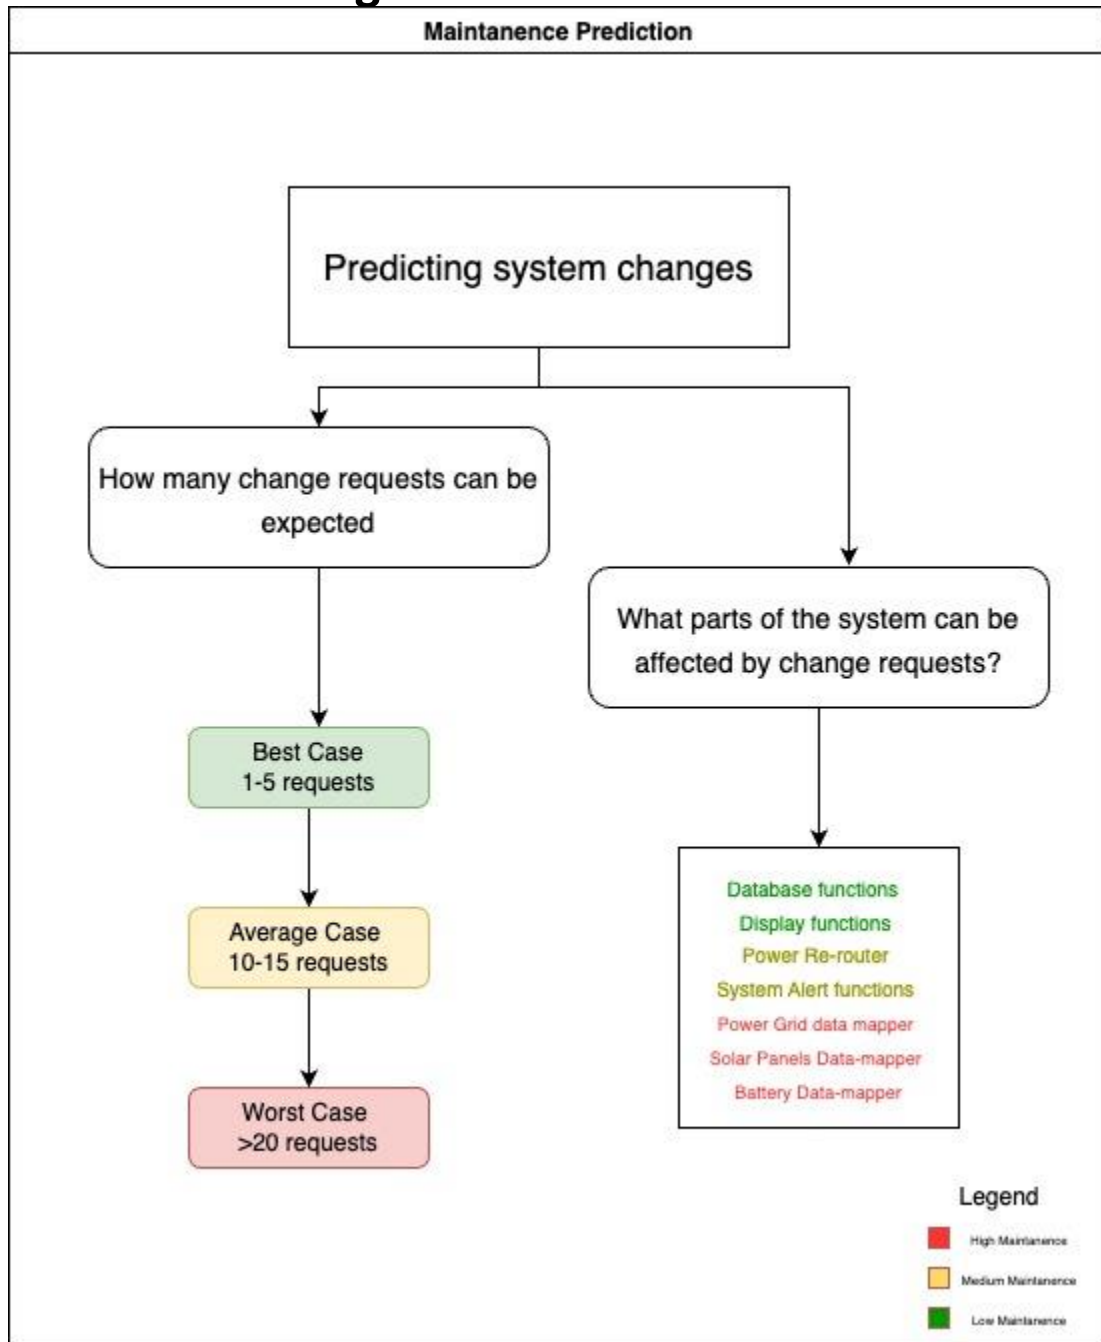 Maintanence Prediction
Predicting system changes
How many change requests can be
expected
What parts of the system can be
affected by change requests?
Best Case
1-5 requests
Average Case
10-15 requests
Worst Case
>20 requests
Database functions
Display functions
Power Re-router
System Alert functions
Power Grid data mapper
Solar Panels Data-mapper
Battery Data-mapper
Legend
High Maintanence
Medium Maintanence
Low Maintanence